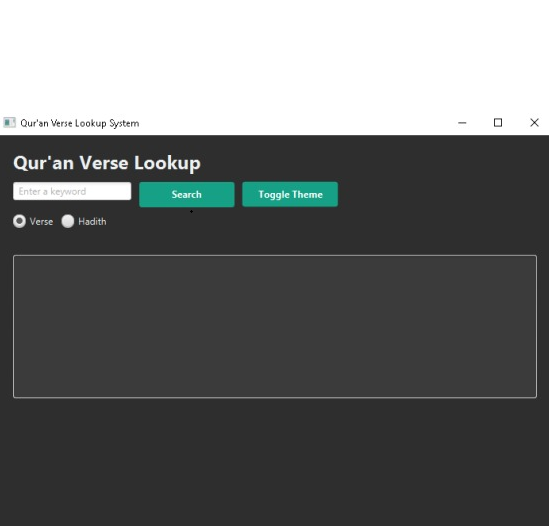 Qur'an Verse Lookup System
Qur'an Verse Lookup
Enter a keyword Search Toggle Theme
Verse Hadith